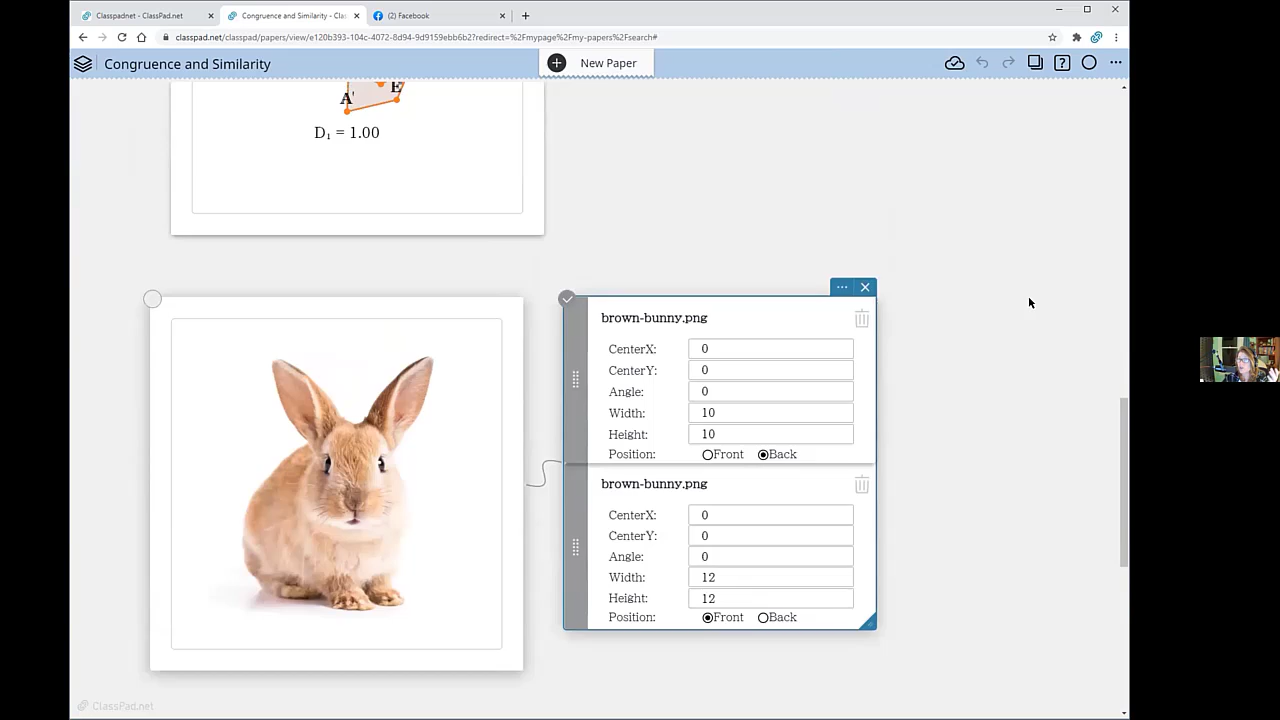 Classpadnet - ClassPad.net
Congruence and Similarity - Clas
(2) Facebook
classpad.net/classpad/papers/view/e120b393-104c-4072-8d94-9d9159ebb6b2?redirect=%2Fmypage%2Fmy-papers%2Fsearch#
Congruence and Similarity
New Paper
A'
E
D₁ = 1.00
brown-bunny.png
CenterX: 0
CenterY: 0
Angle: 0
Width: 10
Height: 10
Position: Front Back
brown-bunny.png
CenterX: 0
CenterY: 0
Angle: 0
Width: 12
Height: 12
Position: Front Back
ClassPad.net